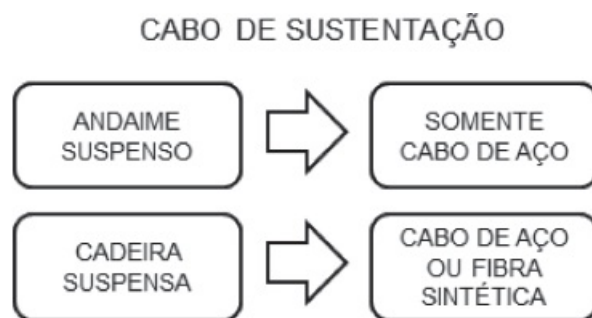 CABO DE SUSTENTAÇÃO
ANDAIME
SUSPENSO
SOMENTE
CABO DE AÇO
CADEIRA
SUSPENSA
CABO DE AÇO
OU FIBRA
SINTÉTICA